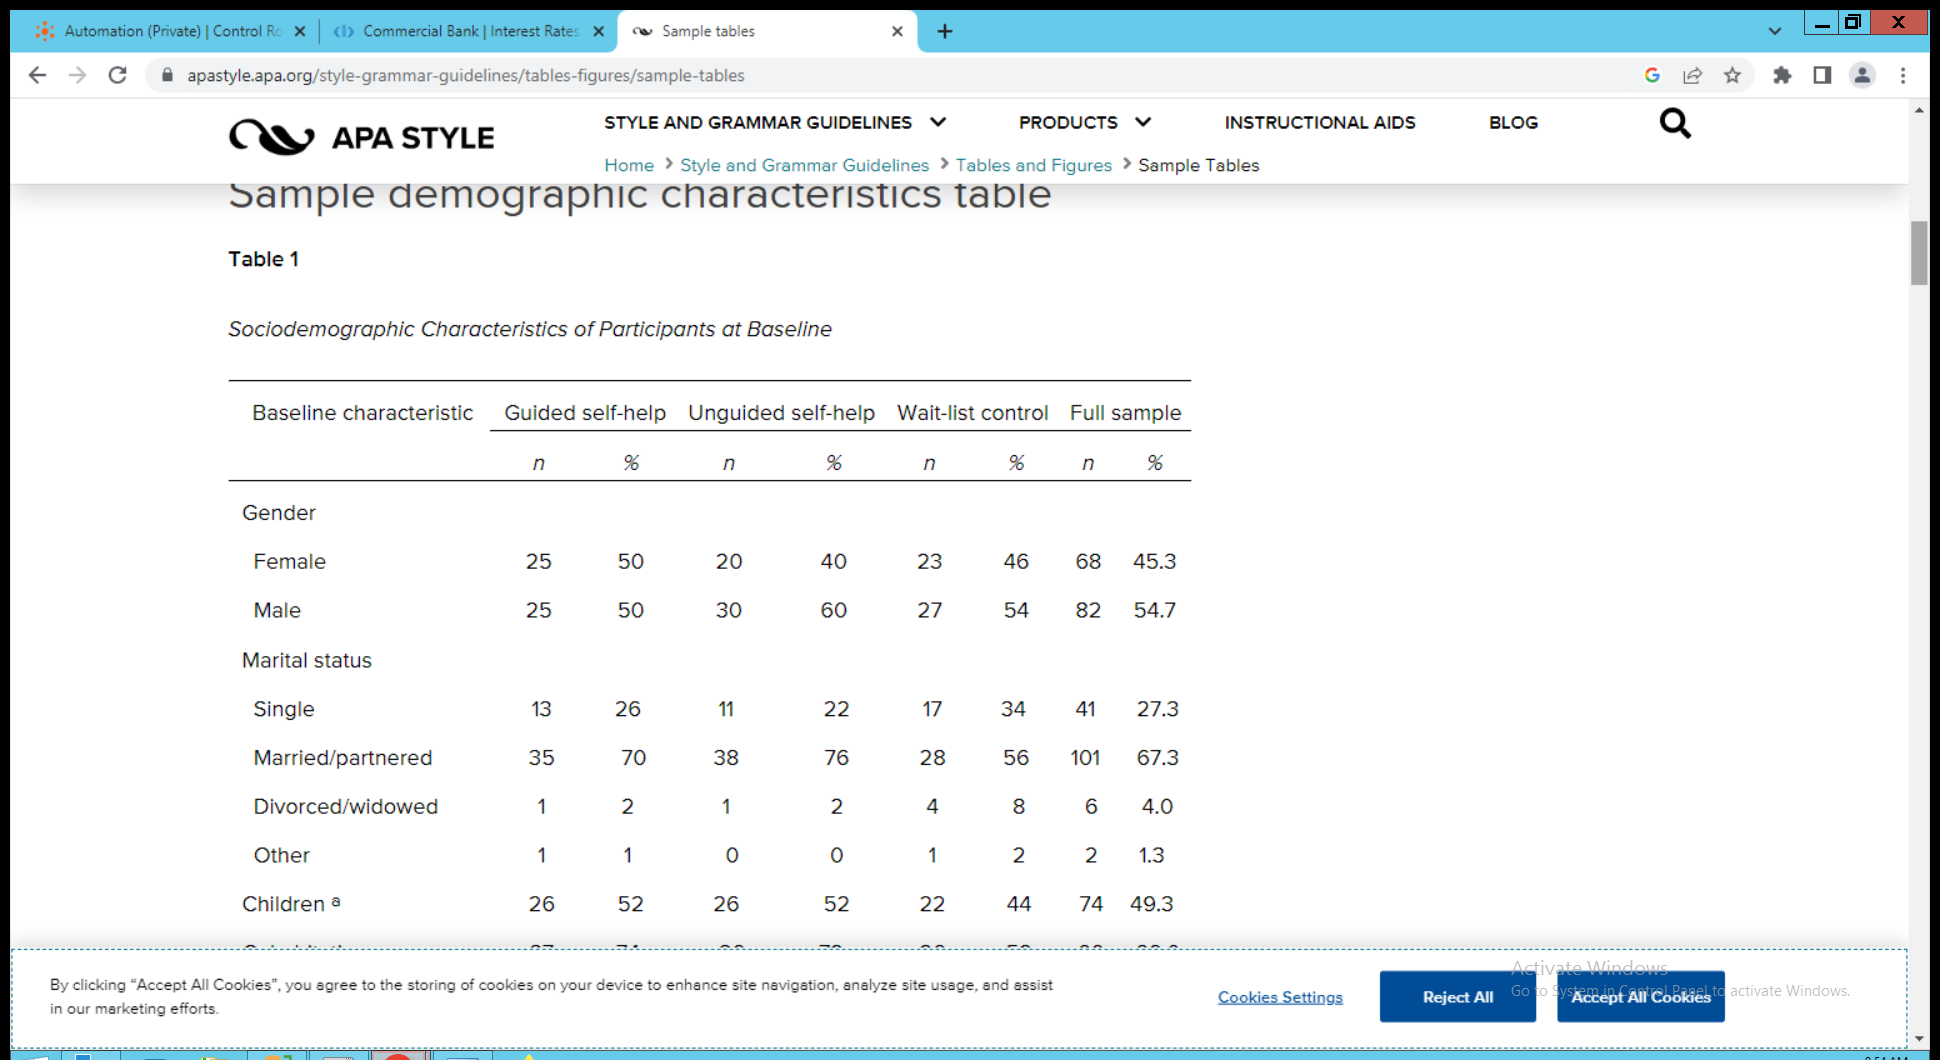 Automation (Private) | Control Ro
Commercial Bank | Interest Rates
Sample tables
apastyle.apa.org/style-grammar-guidelines/tables-figures/sample-tables
APA STYLE
STYLE AND GRAMMAR GUIDELINES PRODUCTS INSTRUCTIONAL AIDS BLOG
Home > Style and Grammar Guidelines > Tables and Figures > Sample Tables
Sample demographic characteristics table
Table 1
Sociodemographic Characteristics of Participants at Baseline
Baseline characteristic Guided self-help Unguided self-help Wait-list control Full sample
n % n % n % n %
Gender
Female 25 50 20 40 23 46 68 45.3
Male 25 50 30 60 27 54 82 54.7
Marital status
Single 13 26 11 22 17 34 41 27.3
Married/partnered 35 70 38 76 28 56 101 67.3
Divorced/widowed 1 2 1 2 4 8 6 4.0
Other 1 1 0 0 1 2 2 1.3
Children a 26 52 26 52 22 44 74 49.3
By clicking “Accept All Cookies”, you agree to the storing of cookies on your device to enhance site navigation, analyze site usage, and assist
in our marketing efforts.
Cookies Settings
Reject All
Accept All Cookies
Activate Windows
Go to System in Control Panel to activate Windows.